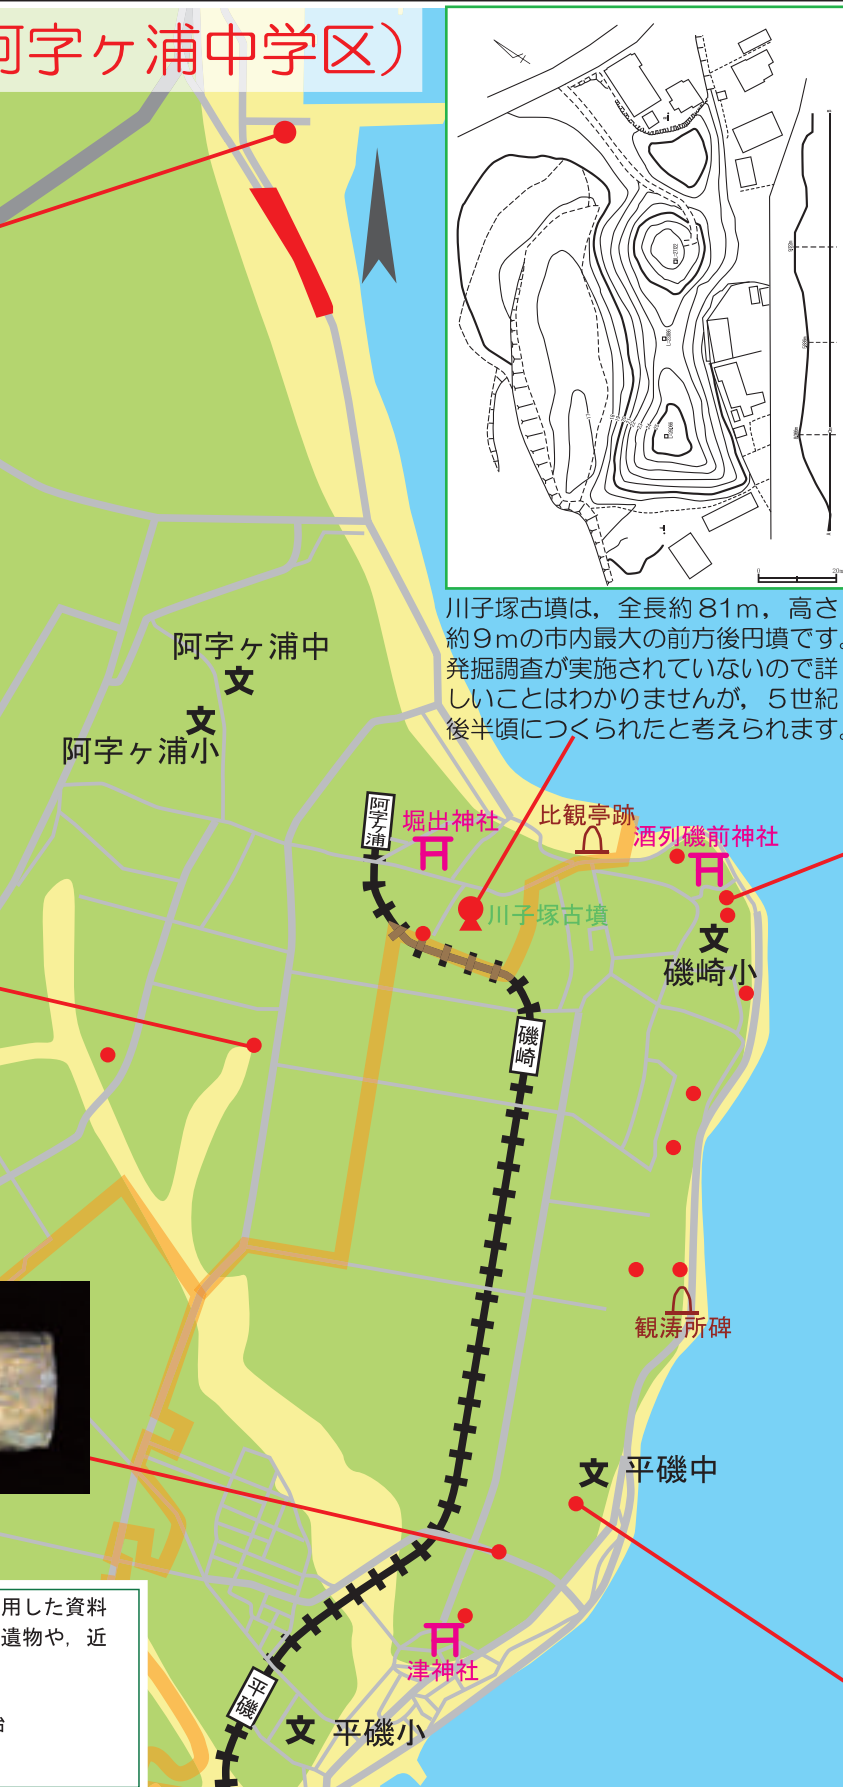 阿字ヶ浦中学区）
川子塚古墳は，全長約81ｍ，高さ
約９ｍの市内最大の前方後円墳です。
発掘調査が実施されていないので詳
しいことはわかりませんが，５世紀
後半頃につくられたと考えられます。
阿字ヶ浦中
阿字ヶ浦小
阿字ヶ浦
堀出神社
比観亭跡
酒列磯前神社
川子塚古墳
磯崎小
磯崎
観涛所碑
平磯中
津神社
平磯
平磯小
用した資料
遺物や，近
0 20m